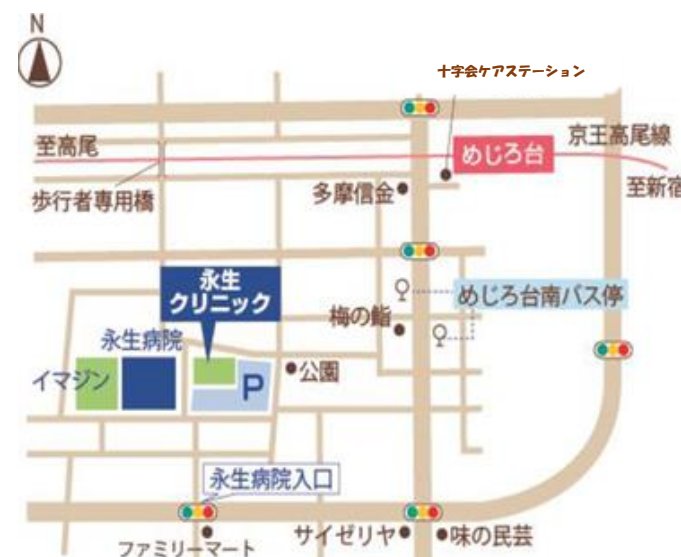 N
十字会ケアステーション
至高尾
めじろ台
京王高尾線
歩行者専用橋
多摩信金
至新宿
永生
クリニック
めじろ台南バス停
梅の鮨
永生病院
イマジン
P
公園
永生病院入口
ファミリーマート
サイゼリヤ
味の民芸